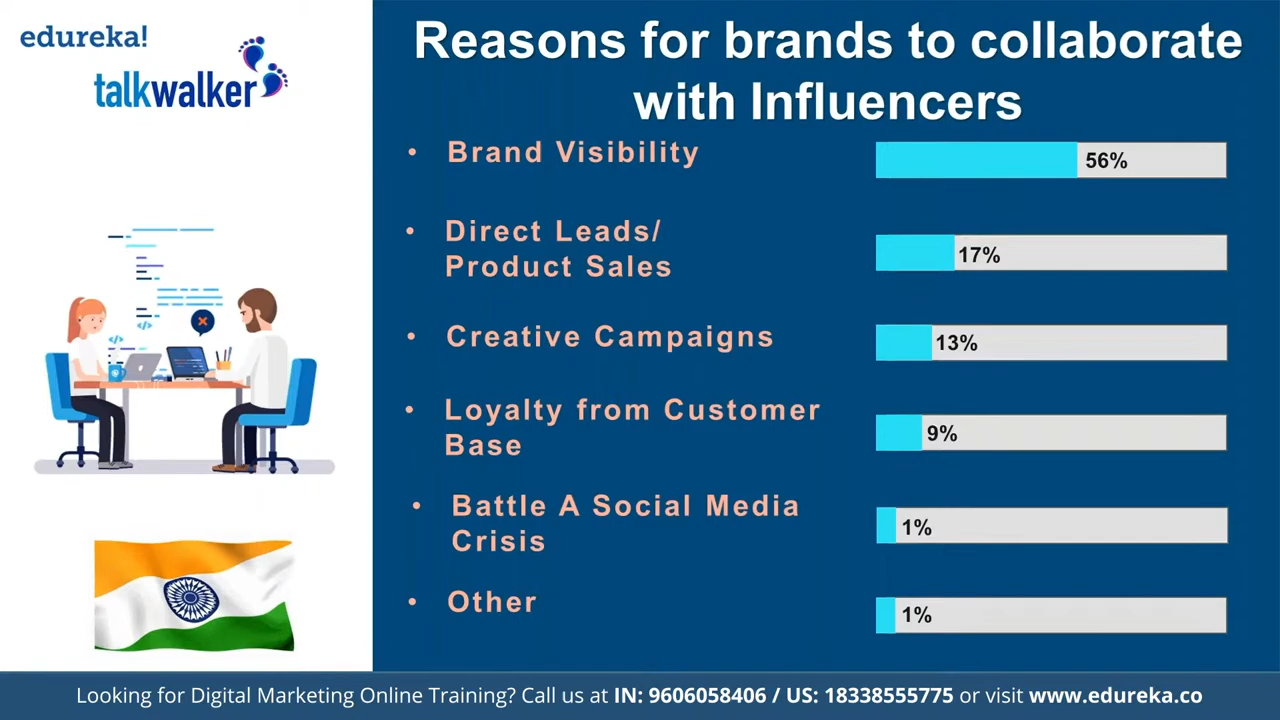 edureka!
talkwalker
Reasons for brands to collaborate
with Influencers
• Brand Visibility
56%
• Direct Leads/
Product Sales
17%
• Creative Campaigns
13%
• Loyalty from Customer
Base
9%
• Battle A Social Media
Crisis
1%
• Other
1%
Looking for Digital Marketing Online Training? Call us at IN: 9606058406 / US: 18338555775 or visit www.edureka.co